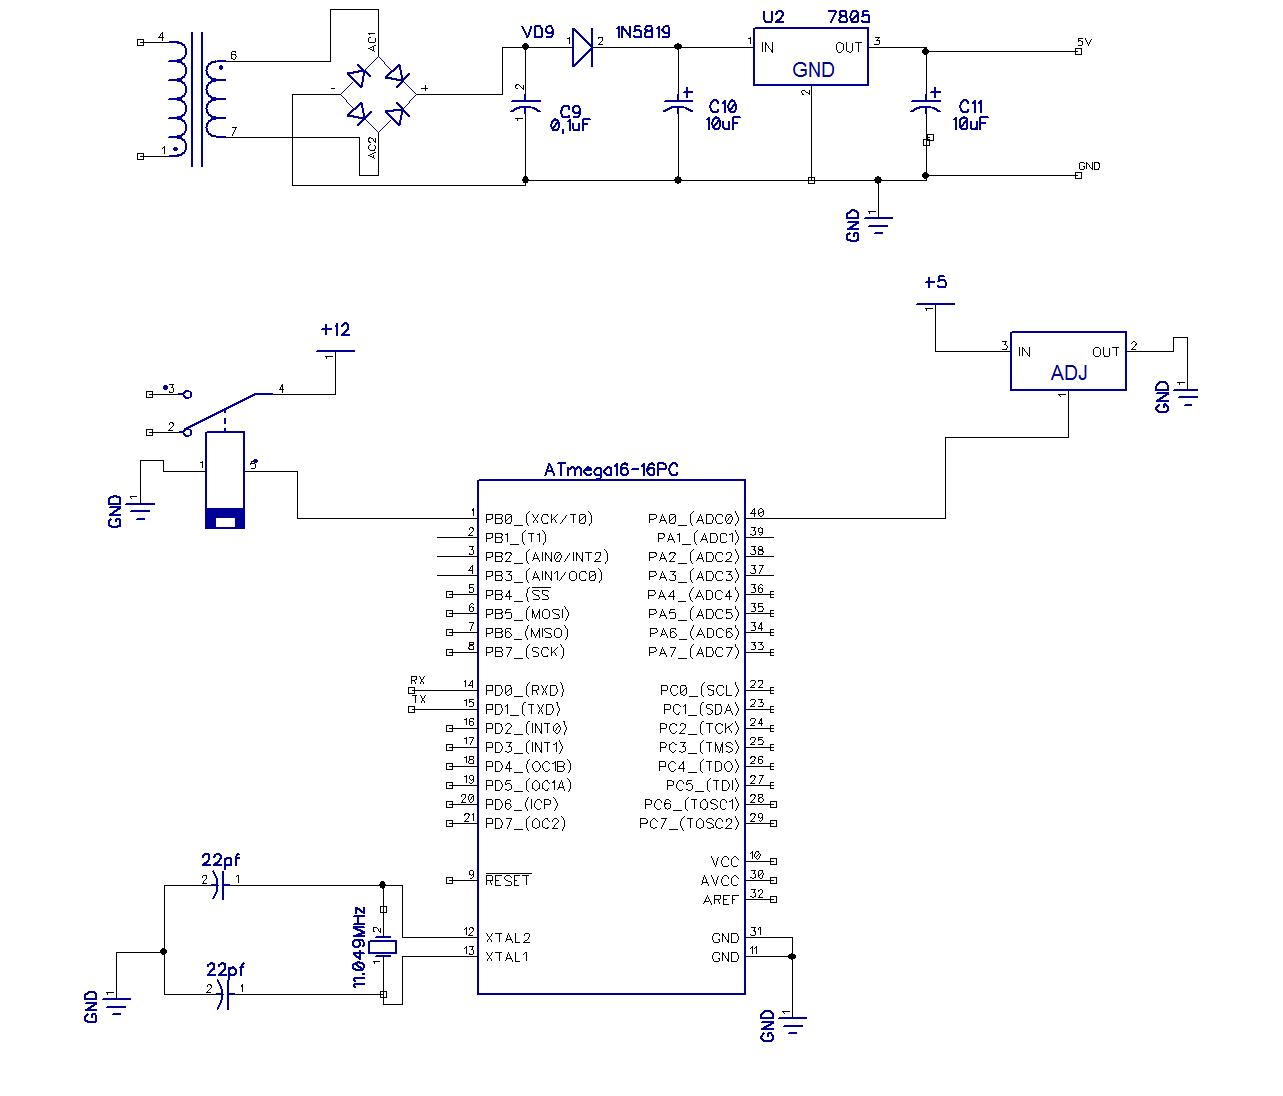 VD9 1N5819 U2 7805
4 6 AC1 - + 2 1 2 1 IN OUT 3 5V
GND
C9 0,1uF + C10 10uF 2 + C11 10uF
1 7 AC2 1
GND
GND 1
+5
1
+12
1
3 IN OUT 2
ADJ
1
GND 1
3 4
2
1 5
GND 1
ATmega16-16PC
1 PB0_(XCK/T0) PA0_(ADC0) 40
2 PB1_(T1) PA1_(ADC1) 39
3 PB2_(AIN0/INT2) PA2_(ADC2) 38
4 PB3_(AIN1/OC0) PA3_(ADC3) 37
5 PB4_(SS PA4_(ADC4) 36
6 PB5_(MOSI) PA5_(ADC5) 35
7 PB6_(MISO) PA6_(ADC6) 34
8 PB7_(SCK) PA7_(ADC7) 33
RX 14 PD0_(RXD) PC0_(SCL) 22
TX 15 PD1_(TXD) PC1_(SDA) 23
16 PD2_(INT0) PC2_(TCK) 24
17 PD3_(INT1) PC3_(TMS) 25
18 PD4_(OC1B) PC4_(TDO) 26
19 PD5_(OC1A) PC5_(TDI) 27
20 PD6_(ICP) PC6_(TOSC1) 28
21 PD7_(OC2) PC7_(TOSC2) 29
VCC 10
9 RESET AVCC 30
AREF 32
12 XTAL2 GND 31
13 XTAL1 GND 11
22pf
2 1
11.049MHz
2
1
22pf
2 1
GND 1
GND 1